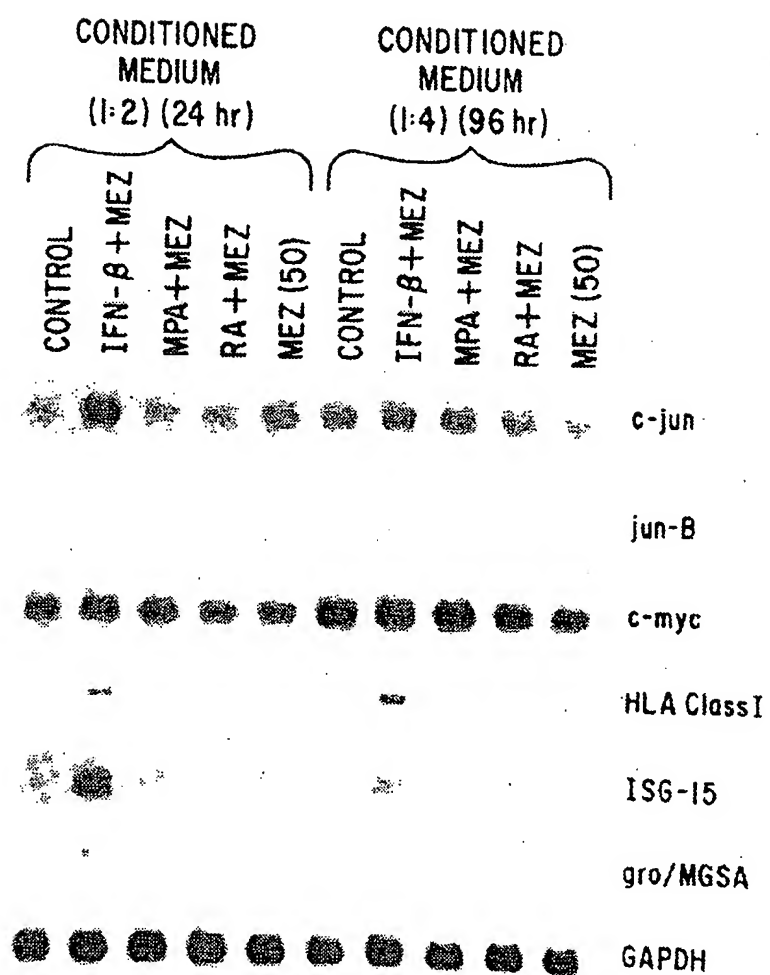 CONDITIONED
MEDIUM
(1:2) (24 hr)
CONDITIONED
MEDIUM
(1:4) (96 hr)
CONTROL
IFN-β+MEZ
MPA+MEZ
RA+MEZ
MEZ (50)
CONTROL
IFN-β+MEZ
MPA+MEZ
RA+MEZ
MEZ (50)
c-jun
jun-B
c-myc
HLA Class I
ISG-15
gro/MGSA
GAPDH